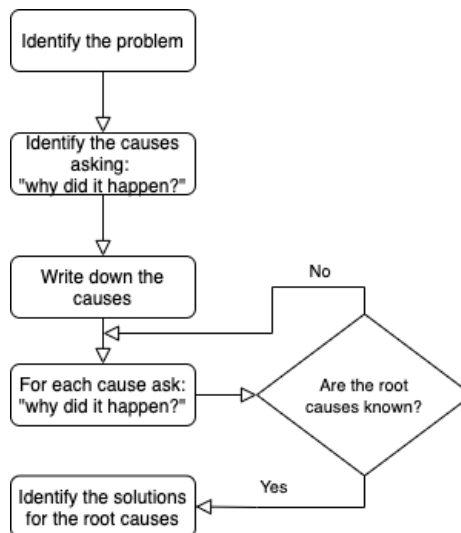 Identify the problem
Identify the causes
asking:
"why did it happen?"
Write down the
causes
No
For each cause ask:
"why did it happen?"
Are the root
causes known?
Yes
Identify the solutions
for the root causes